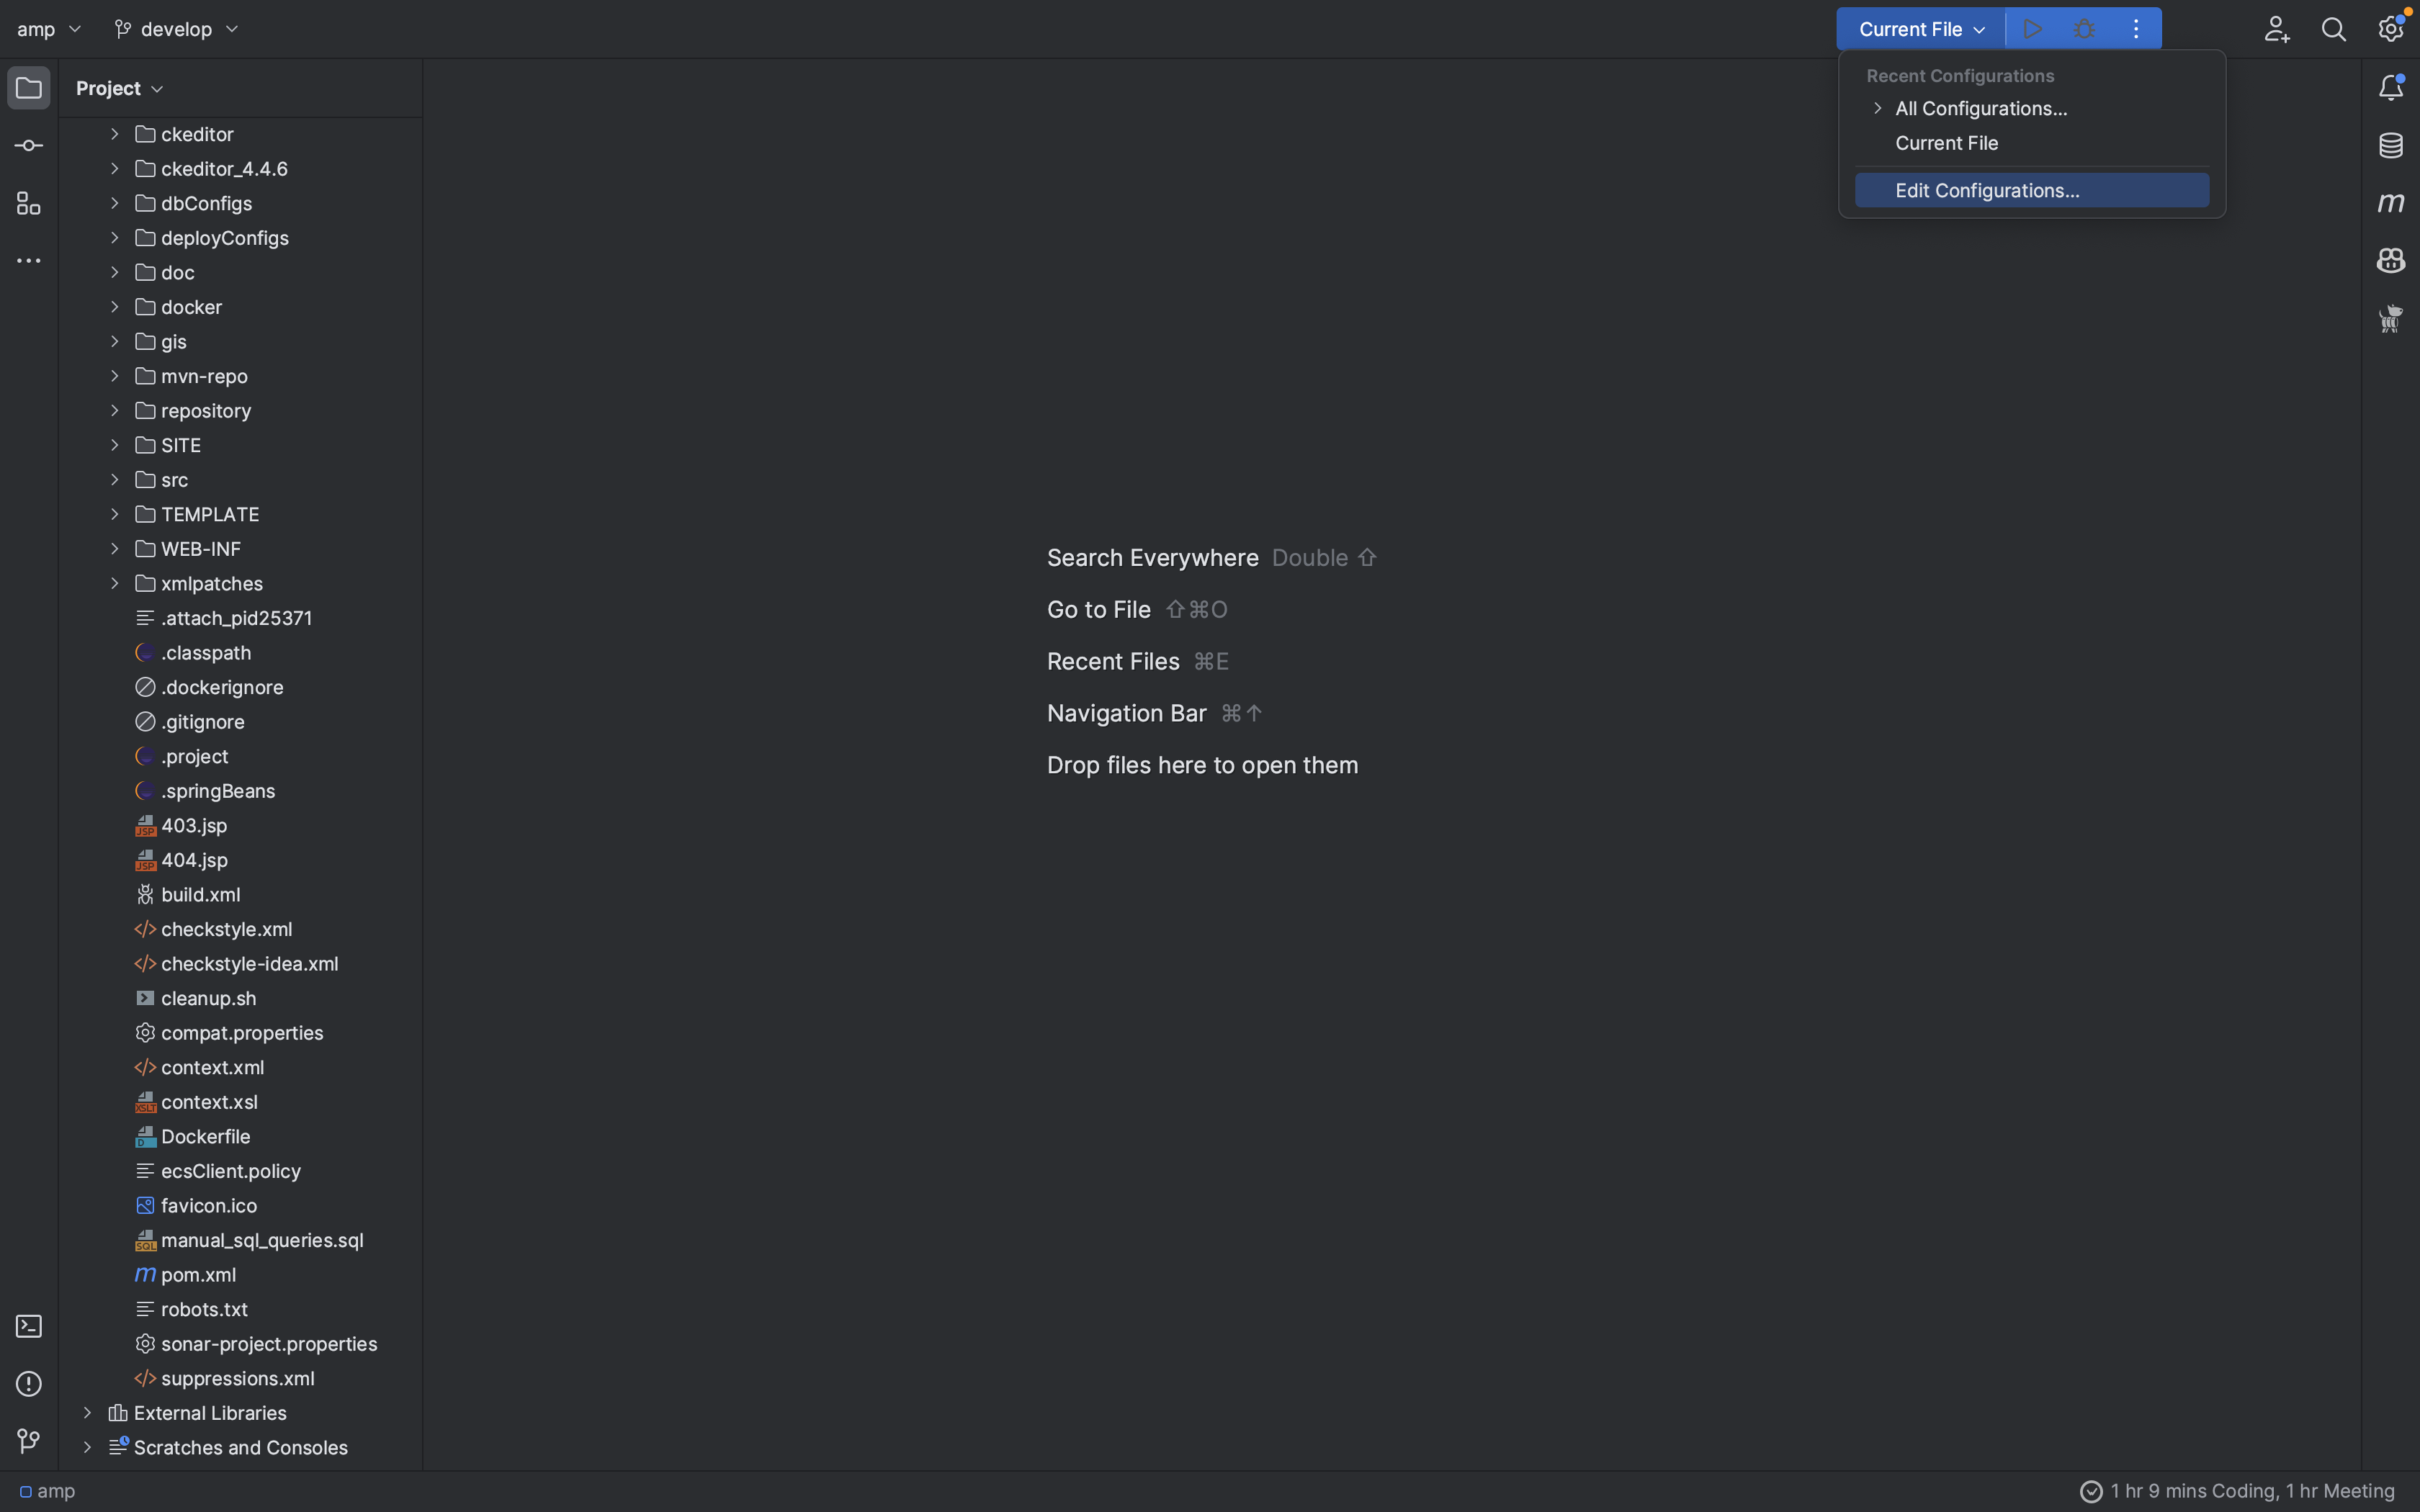 amp
develop
Current File
Project
Recent Configurations
All Configurations...
Current File
Edit Configurations...
ckeditor
ckeditor_4.4.6
dbConfigs
deployConfigs
doc
docker
gis
mvn-repo
repository
SITE
src
TEMPLATE
WEB-INF
xmlpatches
.attach_pid25371
.classpath
.dockerignore
.gitignore
.project
.springBeans
403.jsp
404.jsp
build.xml
checkstyle.xml
checkstyle-idea.xml
cleanup.sh
compat.properties
context.xml
context.xsl
Dockerfile
ecsClient.policy
favicon.ico
manual_sql_queries.sql
pom.xml
robots.txt
sonar-project.properties
suppressions.xml
External Libraries
Scratches and Consoles
Search Everywhere Double ⇧
Go to File ⇧⌘O
Recent Files ⌘E
Navigation Bar ⌘↑
Drop files here to open them
amp
1 hr 9 mins Coding, 1 hr Meeting